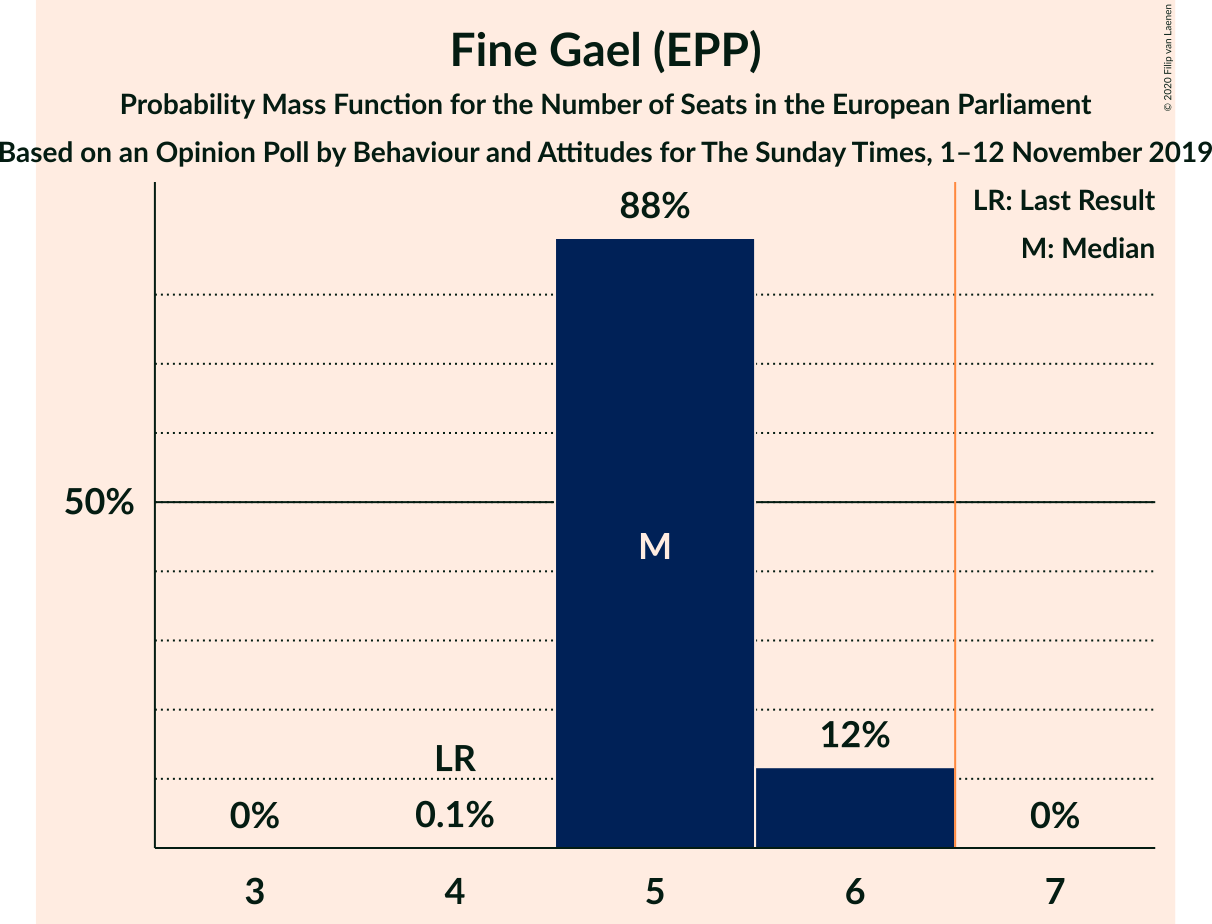 Fine Gael (EPP)
Probability Mass Function for the Number of Seats in the European Parliament
Based on an Opinion Poll by Behaviour and Attitudes for The Sunday Times, 1–12 November 2019
© 2020 Filip van Laenen
LR: Last Result
M: Median
88%
50%
M
12%
LR
0%
0.1%
0%
3
4
5
6
7